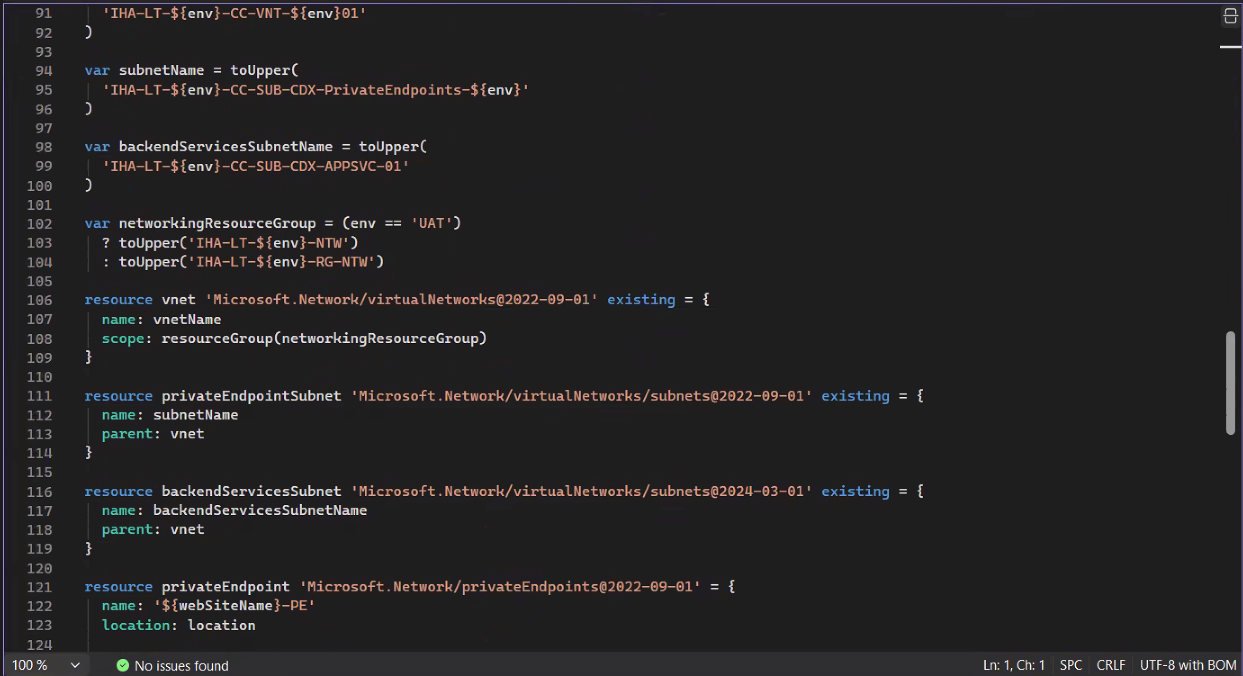 91 'IHA-LT-${env}-CC-VNT-${env}01'
92 )
93
94 var subnetName = toUpper(
95 'IHA-LT-${env}-CC-SUB-CDX-PrivateEndpoints-${env}'
96 )
97
98 var backendServicesSubnetName = toUpper(
99 'IHA-LT-${env}-CC-SUB-CDX-APPSVC-01'
100 )
101
102 var networkingResourceGroup = (env == 'UAT')
103 ? toUpper('IHA-LT-${env}-NTW')
104 : toUpper('IHA-LT-${env}-RG-NTW')
105
106 resource vnet 'Microsoft.Network/virtualNetworks@2022-09-01' existing = {
107 name: vnetName
108 scope: resourceGroup(networkingResourceGroup)
109 }
110
111 resource privateEndpointSubnet 'Microsoft.Network/virtualNetworks/subnets@2022-09-01' existing = {
112 name: subnetName
113 parent: vnet
114 }
115
116 resource backendServicesSubnet 'Microsoft.Network/virtualNetworks/subnets@2024-03-01' existing = {
117 name: backendServicesSubnetName
118 parent: vnet
119 }
120
121 resource privateEndpoint 'Microsoft.Network/privateEndpoints@2022-09-01' = {
122 name: '${webSiteName}-PE'
123 location: location
124
100 % No issues found Ln: 1, Ch: 1 SPC CRLF UTF-8 with BOM